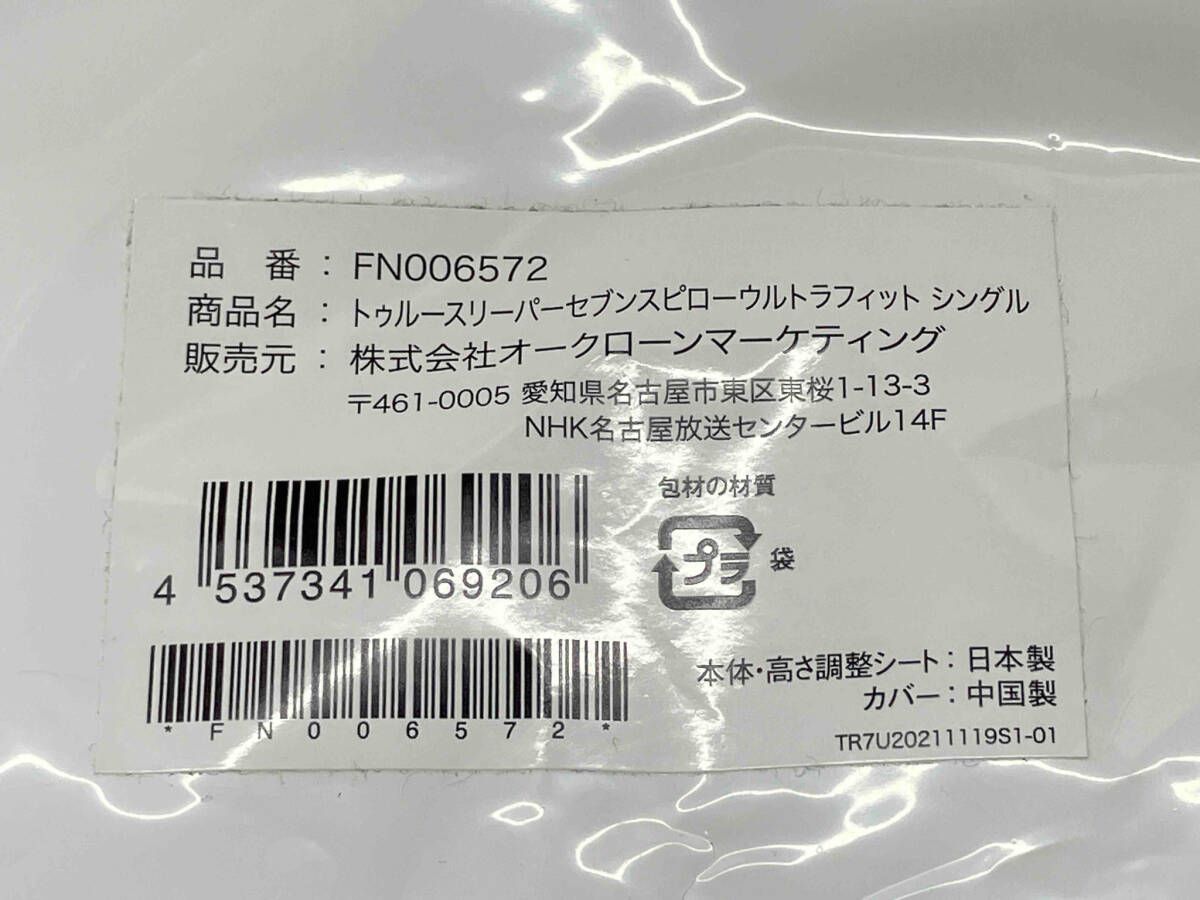 品 番 : FN006572
商品名 : トゥルースリーパーセブンスピローウルトラフィット シングル
販売元 : 株式会社オークローンマーケティング
〒461-0005 愛知県名古屋市東区東桜1-13-3
NHK名古屋放送センタービル14F
包材の材質
プラ 袋
4 537341 069206
*FN006572*
本体・高さ調整シート : 日本製
カバー : 中国製
TR7U20211119S1-01